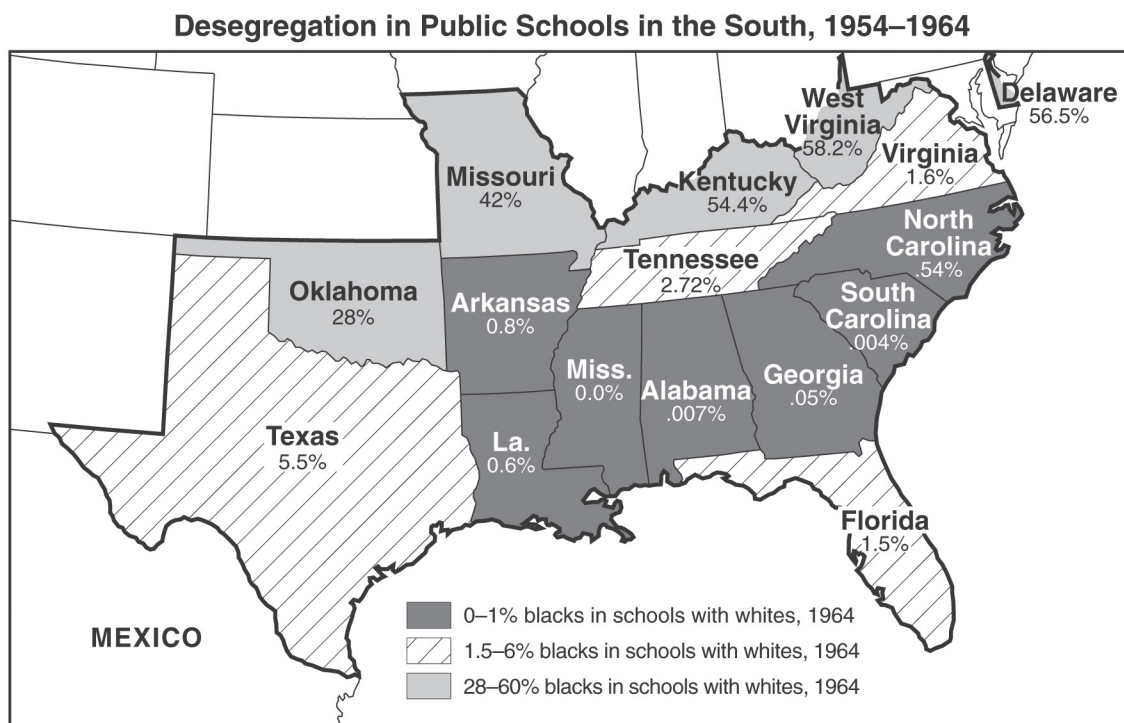 Desegregation in Public Schools in the South, 1954–1964
West
Virginia
58.2%
Delaware
56.5%
Virginia
1.6%
Missouri
42%
Kentucky
54.4%
North
Carolina
.54%
Tennessee
2.72%
Oklahoma
28%
Arkansas
0.8%
South
Carolina
.004%
Miss.
0.0%
Alabama
.007%
Georgia
.05%
Texas
5.5%
La.
0.6%
Florida
1.5%
MEXICO
0–1% blacks in schools with whites, 1964
1.5–6% blacks in schools with whites, 1964
28–60% blacks in schools with whites, 1964